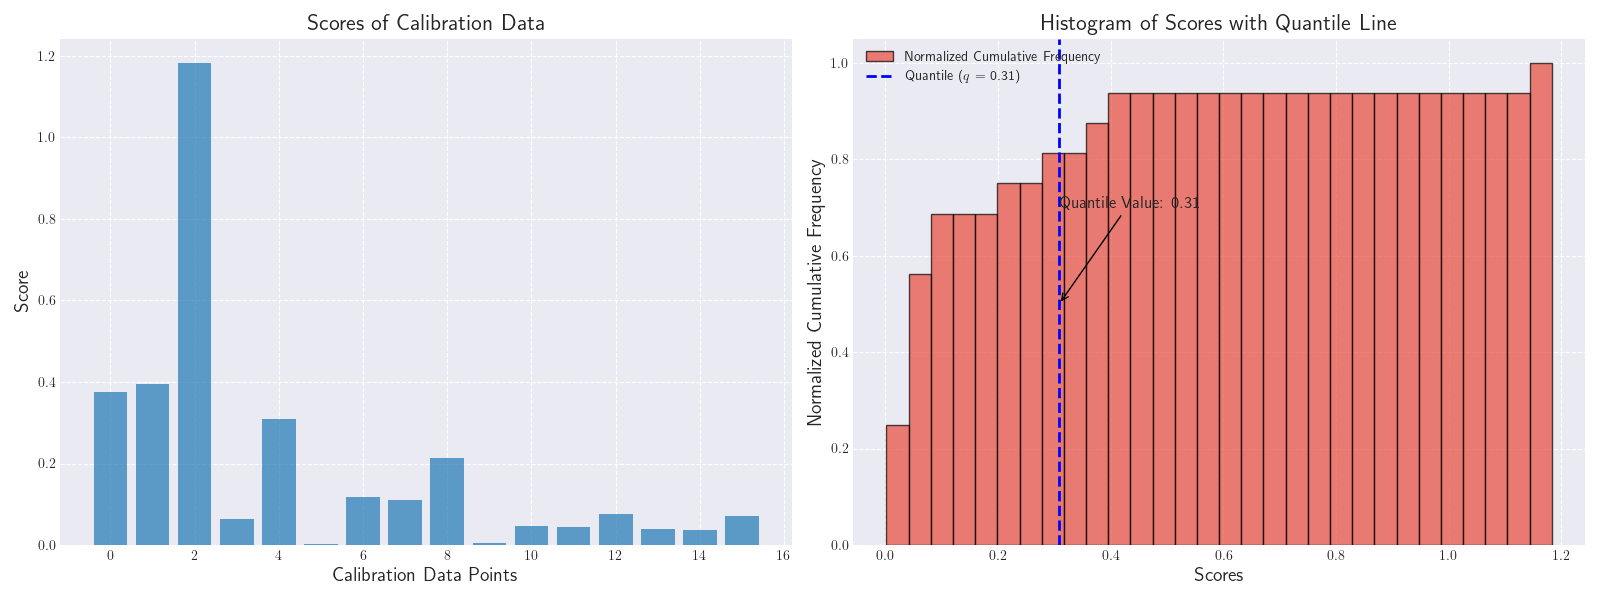 Scores of Calibration Data
Score
1.2
1.0
0.8
0.6
0.4
0.2
0.0
0 2 4 6 8 10 12 14 16
Calibration Data Points
Histogram of Scores with Quantile Line
Normalized Cumulative Frequency
Quantile (q = 0.31)
Quantile Value: 0.31
Normalized Cumulative Frequency
1.0
0.8
0.6
0.4
0.2
0.0
0.0 0.2 0.4 0.6 0.8 1.0 1.2
Scores